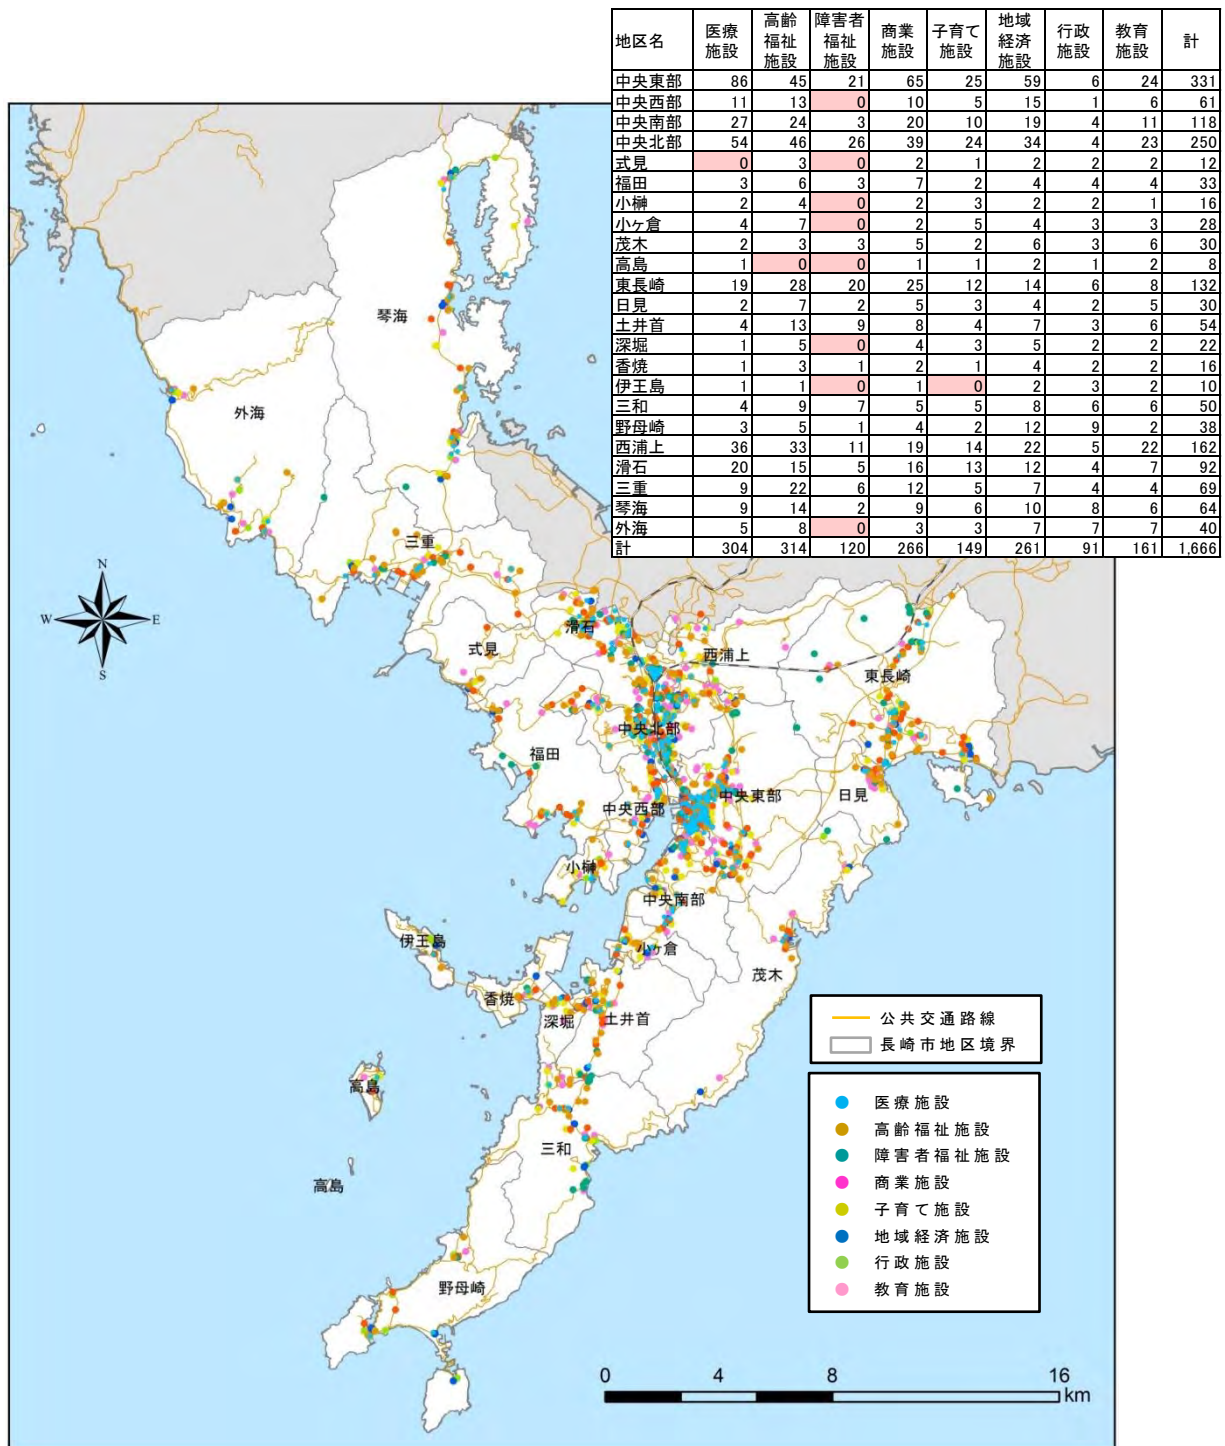 地区名 医療施設 高齢福祉施設 障害者福祉施設 商業施設 子育て施設 地域経済施設 行政施設 教育施設 計
中央東部 86 45 21 65 25 59 6 24 331
中央西部 11 13 0 10 5 15 1 6 61
中央南部 27 24 3 20 10 19 4 11 118
中央北部 54 46 26 39 24 34 4 23 250
式見 0 3 0 2 1 2 2 2 12
福田 3 6 3 7 2 4 4 4 33
小榊 2 4 0 2 3 2 2 1 16
小ヶ倉 4 7 0 2 5 4 3 3 28
茂木 2 3 3 5 2 6 3 6 30
高島 1 0 0 1 1 2 1 2 8
東長崎 19 28 20 25 12 14 6 8 132
日見 2 7 2 5 3 4 2 5 30
土井首 4 13 9 8 4 7 3 6 54
深堀 1 5 0 4 3 5 2 2 22
香焼 1 3 1 2 1 4 2 2 16
伊王島 1 1 0 1 0 2 3 2 10
三和 4 9 7 5 5 8 6 6 50
野母崎 3 5 1 4 2 12 9 2 38
西浦上 36 33 11 19 14 22 5 22 162
滑石 20 15 5 16 13 12 4 7 92
三重 9 22 6 12 5 7 4 4 69
琴海 9 14 2 9 6 10 8 6 64
外海 5 8 0 3 3 7 7 7 40
計 304 314 120 266 149 261 91 161 1,666
琴海
外海
三重
N
W E
S
滑石
式見
西浦上
東長崎
中央北部
福田
中央東部
日見
中央西部
小榊
中央南部
伊王島
小ヶ倉
茂木
香焼
深堀
土井首
高島
三和
高島
野母崎
公共交通路線
長崎市地区境界
医療施設
高齢福祉施設
障害者福祉施設
商業施設
子育て施設
地域経済施設
行政施設
教育施設
0 4 8 16
km